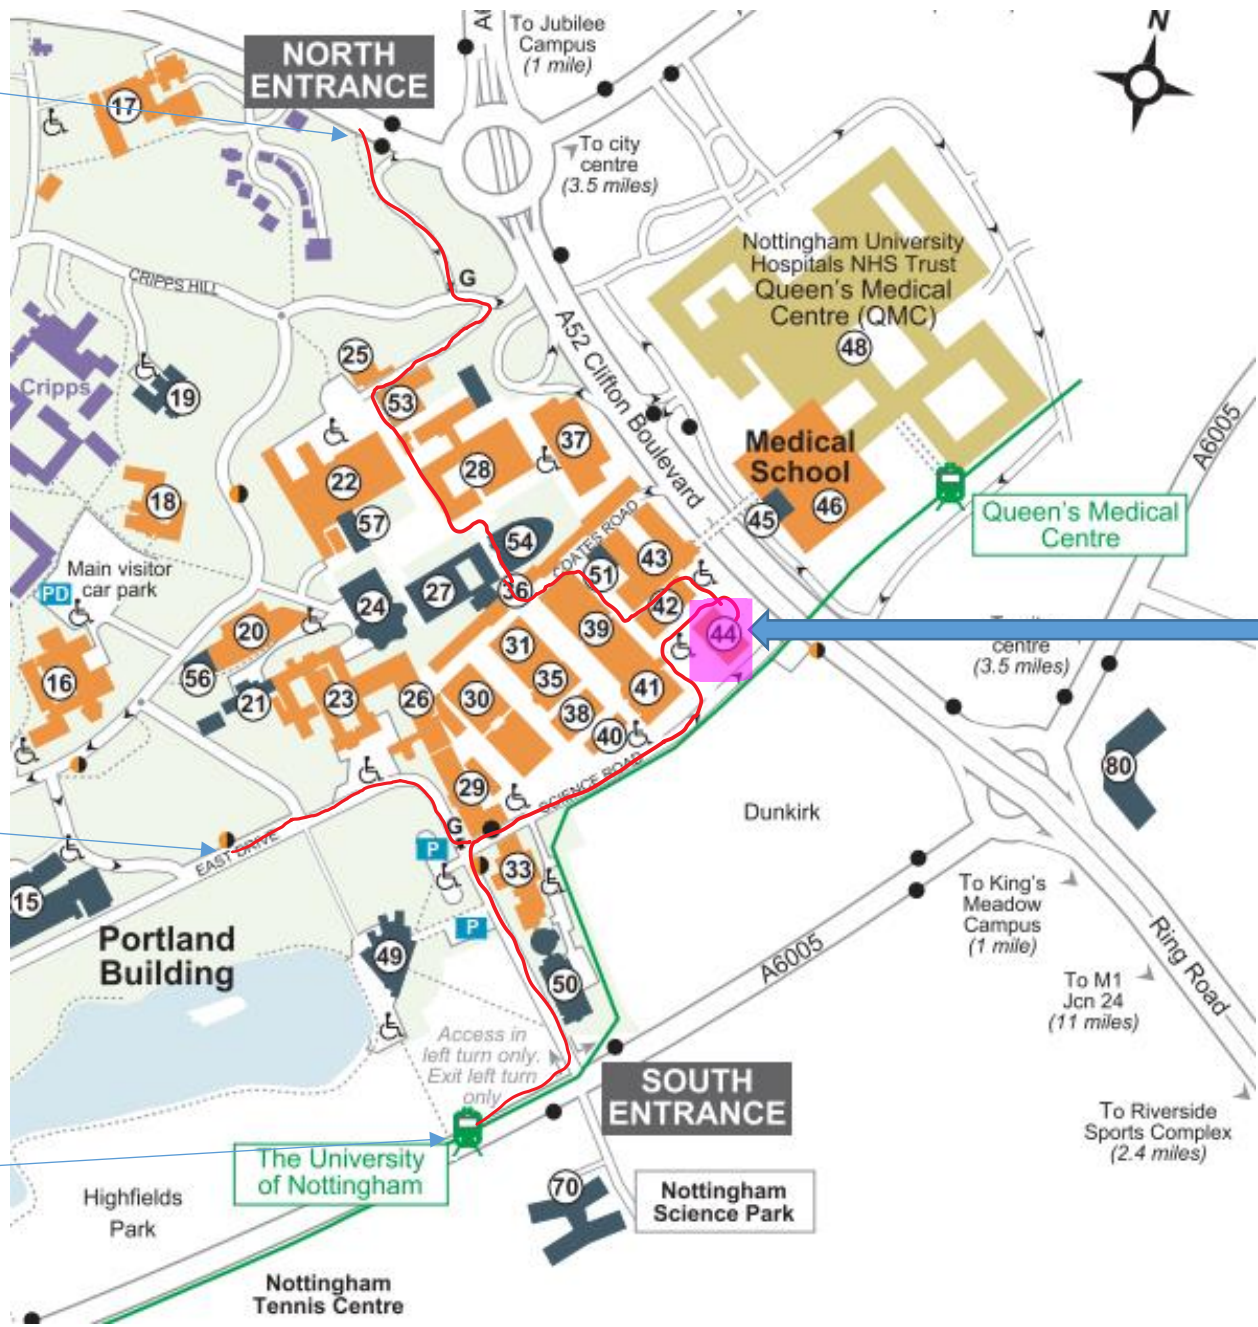 N
NORTH
ENTRANCE
A6
To Jubilee
Campus
(1 mile)
17
To city
centre
(3.5 miles)
CRIPPS HILL
G
Nottingham University
Hospitals NHS Trust
Queen's Medical
Centre (QMC)
48
A52 Clifton Boulevard
25
53
Cripps
19
37
28
22
Medical
School
46
45
A6005
Queen's Medical
Centre
18
57
54
COATES ROAD
43
51
Main visitor
car park
PD
27
36
24
42
44
39
31
20
56
16
21
23
26
30
35
38
41
40
centre
(3.5 miles)
80
29
SCIENCE ROAD
Dunkirk
G
P
EAST DRIVE
33
15
P
Portland
Building
49
50
To King's
Meadow
Campus
(1 mile)
A6005
Ring Road
To M1
Jcn 24
(11 miles)
Access in
left turn only.
Exit left turn
only
SOUTH
ENTRANCE
To Riverside
Sports Complex
(2.4 miles)
The University
of Nottingham
70
Nottingham
Science Park
Highfields
Park
Nottingham
Tennis Centre